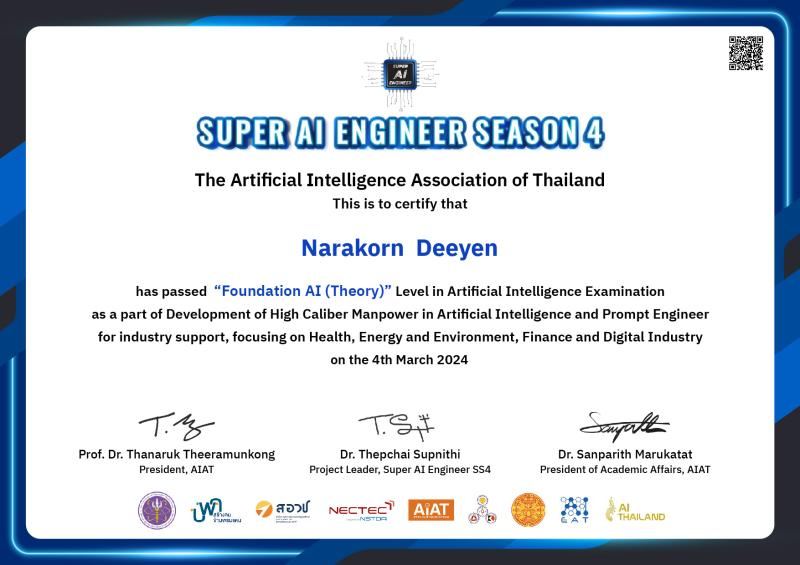 SUPER
AI
ENGINEER
SUPER AI ENGINEER SEASON 4
The Artificial Intelligence Association of Thailand
This is to certify that
Narakorn Deeyen
has passed “Foundation AI (Theory)” Level in Artificial Intelligence Examination
as a part of Development of High Caliber Manpower in Artificial Intelligence and Prompt Engineer
for industry support, focusing on Health, Energy and Environment, Finance and Digital Industry
on the 4th March 2024
Prof. Dr. Thanaruk Theeramunkong
President, AIAT
Dr. Thepchai Supnithi
Project Leader, Super AI Engineer SS4
Dr. Sanparith Marukatat
President of Academic Affairs, AIAT
บพค
สอวช
NECTEC
a member of NSTDA
AiAT
EAT
AI
THAILAND